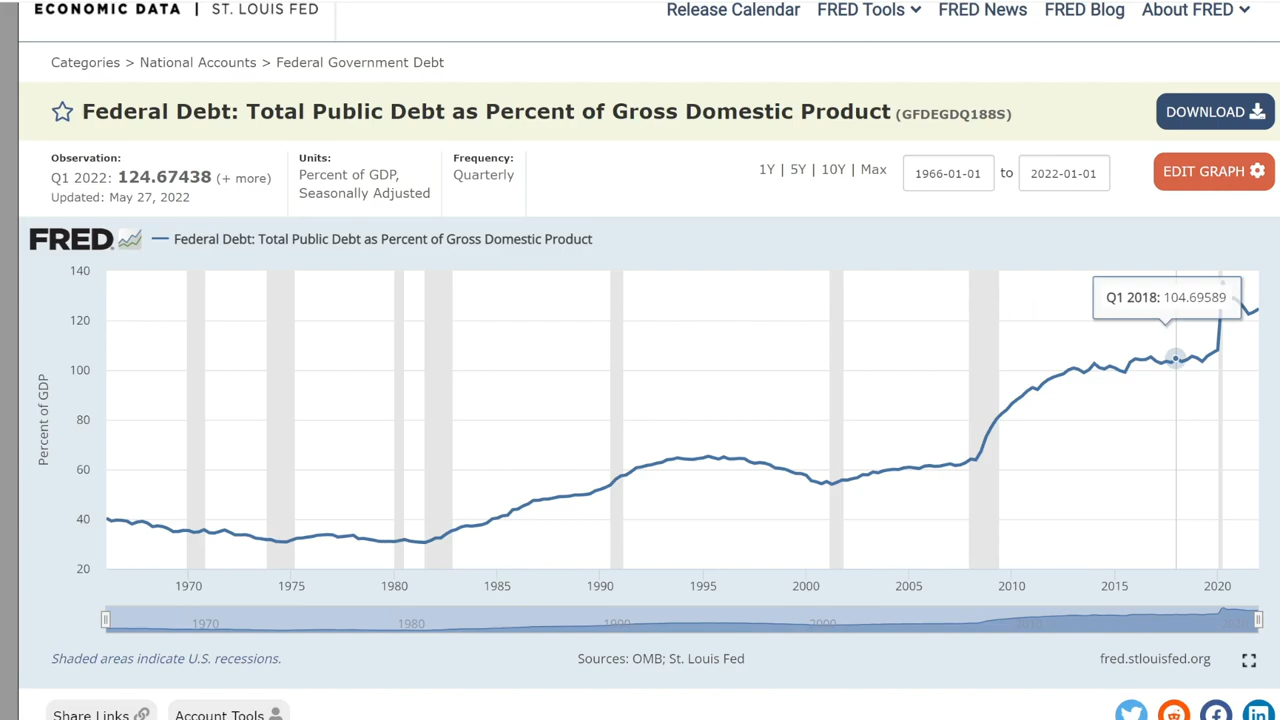 ECONOMIC DATA | ST. LOUIS FED
Release Calendar FRED Tools FRED News FRED Blog About FRED
Categories > National Accounts > Federal Government Debt
Federal Debt: Total Public Debt as Percent of Gross Domestic Product (GFDEGDQ188S)
DOWNLOAD
Observation:
Q1 2022: 124.67438 (+ more)
Updated: May 27, 2022
Units:
Percent of GDP,
Seasonally Adjusted
Frequency:
Quarterly
1Y | 5Y | 10Y | Max
1966-01-01 to 2022-01-01
EDIT GRAPH
FRED Federal Debt: Total Public Debt as Percent of Gross Domestic Product
Q1 2018: 104.69589
Percent of GDP
140
120
100
80
60
40
20
1970 1975 1980 1985 1990 1995 2000 2005 2010 2015 2020
1970 1980 1990 2000 2010 2020
Shaded areas indicate U.S. recessions.
Sources: OMB; St. Louis Fed
fred.stlouisfed.org
Share Links
Account Tools